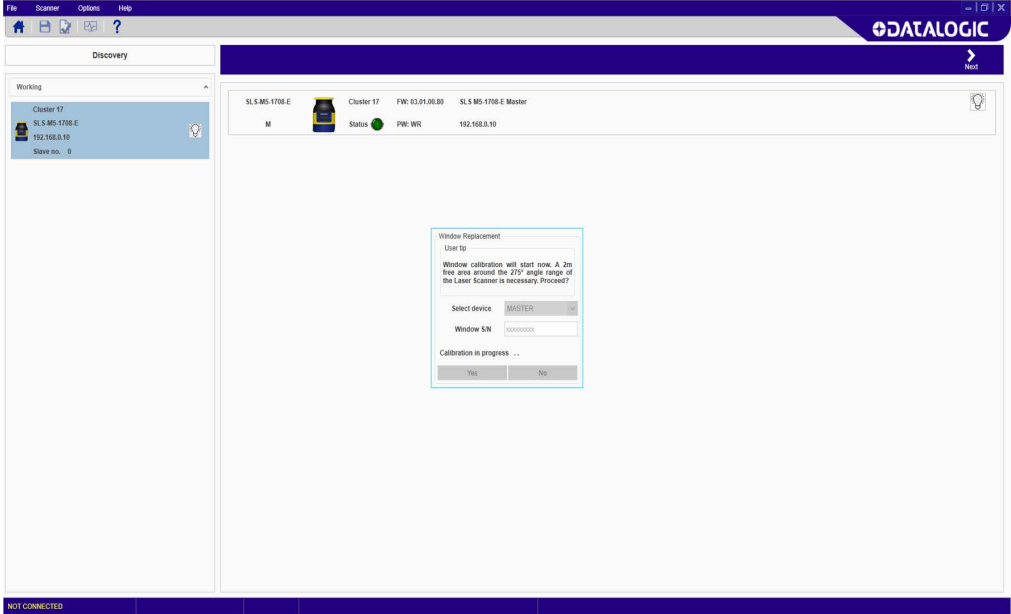 File Scanner Options Help
?
DATALOGIC
Discovery
Next
Working
Cluster 17
SLS-M5-1708-E
192.168.0.10
Slave no. 0
SLS-M5-1708-E Cluster 17 FW: 03.01.00.80 SLS M5-1708-E Master
M Status PW: WR 192.168.0.10
Window Replacement
User tip
Window calibration will start now. A 2m
free area around the 275° angle range of
the Laser Scanner is necessary. Proceed?
Select device MASTER
Window S/N xxxxxxxxx
Calibration in progress . .
Yes No
NOT CONNECTED